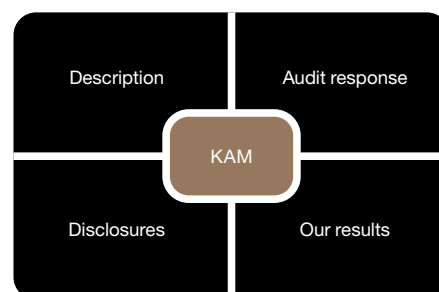 Description
Audit response
KAM
Disclosures
Our results